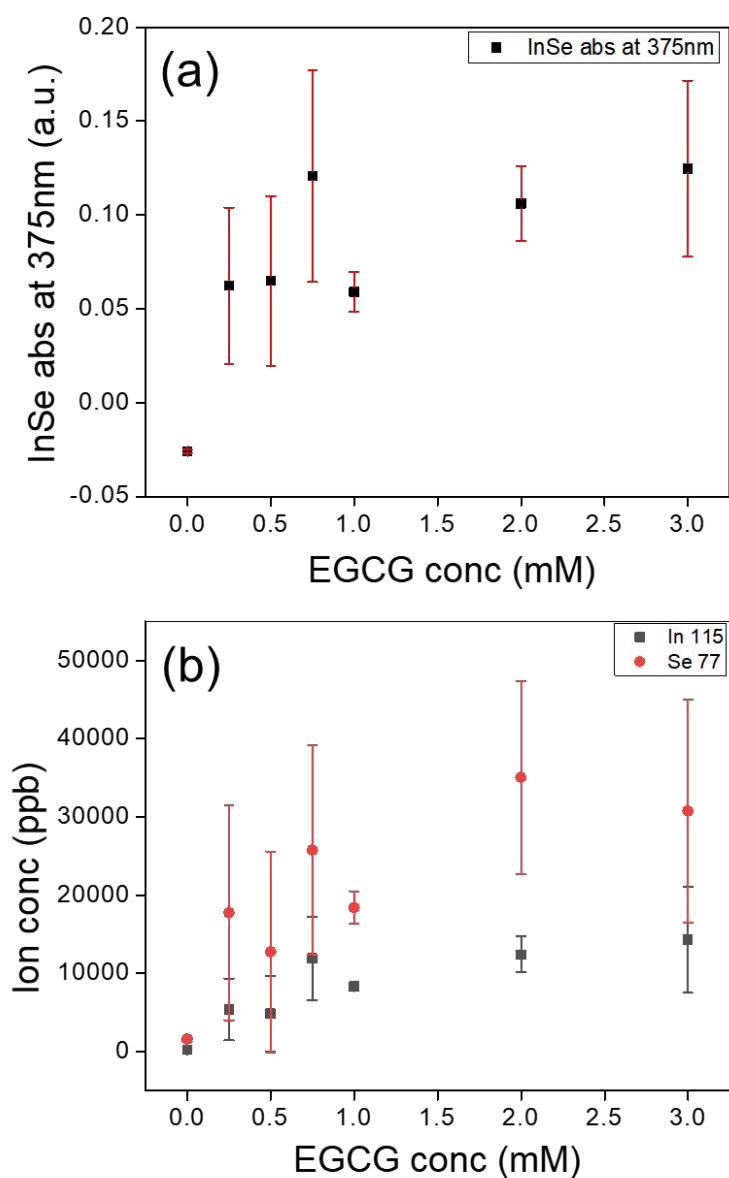 (a)
InSe abs at 375nm
InSe abs at 375nm (a.u.)
0.20
0.15
0.10
0.05
0.00
-0.05
0.0 0.5 1.0 1.5 2.0 2.5 3.0
EGCG conc (mM)
(b)
In 115
Se 77
Ion conc (ppb)
50000
40000
30000
20000
10000
0
0.0 0.5 1.0 1.5 2.0 2.5 3.0
EGCG conc (mM)